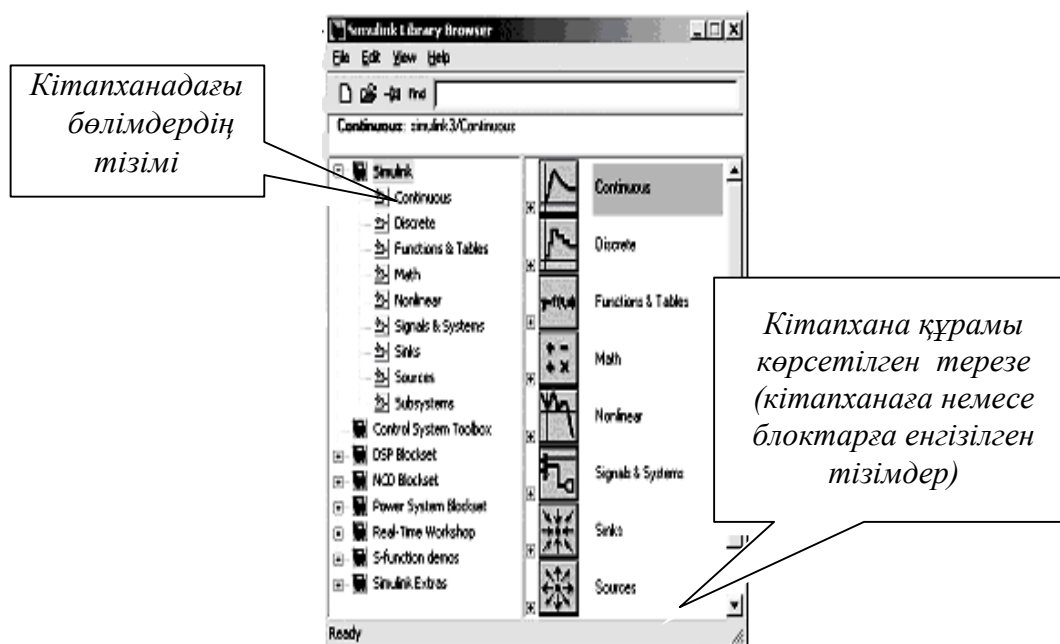 Simulink Library Browser
File Edit View Help
Find
Continuous: simulink3/Continuous
Кітапханадағы
бөлімдердің
тізімі
Simulink
Continuous
Discrete
Functions & Tables
Math
Nonlinear
Signals & Systems
Sinks
Sources
Subsystems
Control System Toolbox
DSP Blockset
NCD Blockset
Power System Blockset
Real-Time Workshop
S-function demos
Simulink Extras
Continuous
Discrete
y=f(u)
Functions & Tables
Math
Nonlinear
Signals & Systems
Sinks
Sources
Кітапхана құрамы
көрсетілген терезе
(кітапханаға немесе
блоктарға енгізілген
тізімдер)
Ready